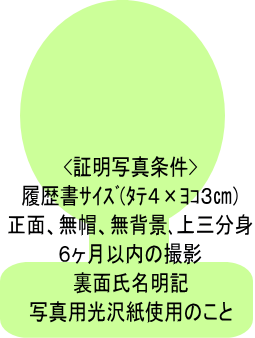 <証明写真条件>
履歴書ｻｲｽﾞ(ﾀﾃ4×ﾖｺ3㎝)
正面、無帽、無背景、上三分身
6ヶ月以内の撮影
裏面氏名明記
写真用光沢紙使用のこと